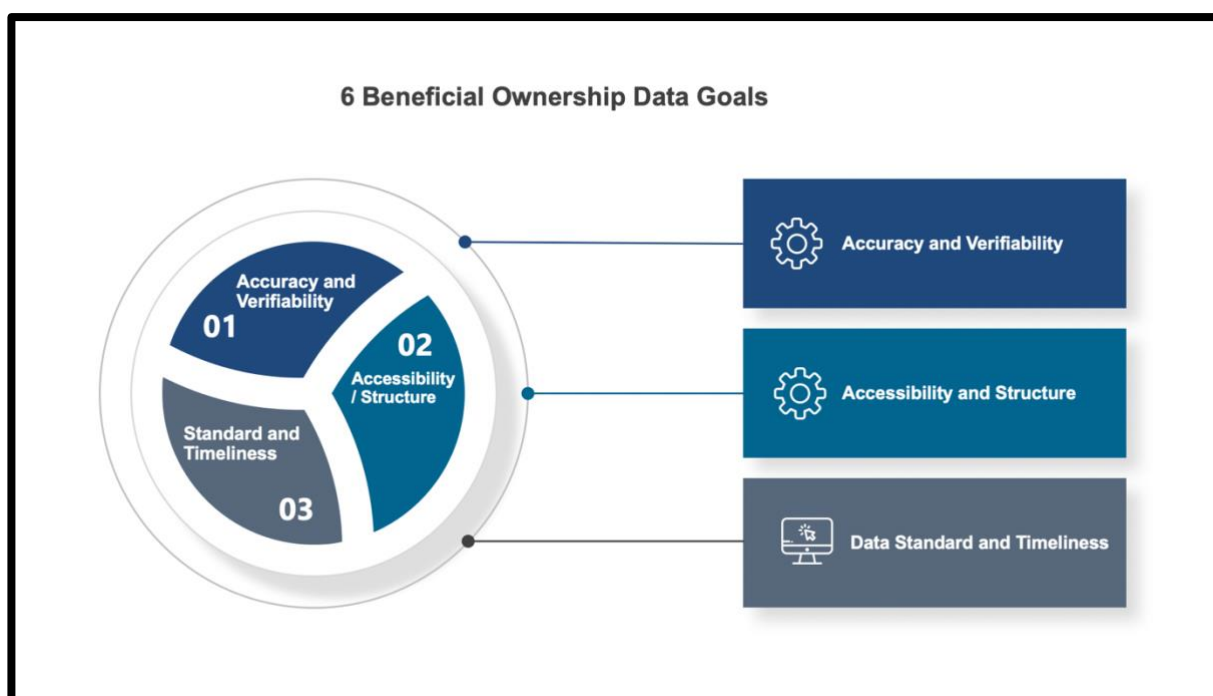 6 Beneficial Ownership Data Goals
Accuracy and
Verifiability
01
02
Accessibility
/ Structure
Standard and
Timeliness
03
Accuracy and Verifiability
Accessibility and Structure
Data Standard and Timeliness